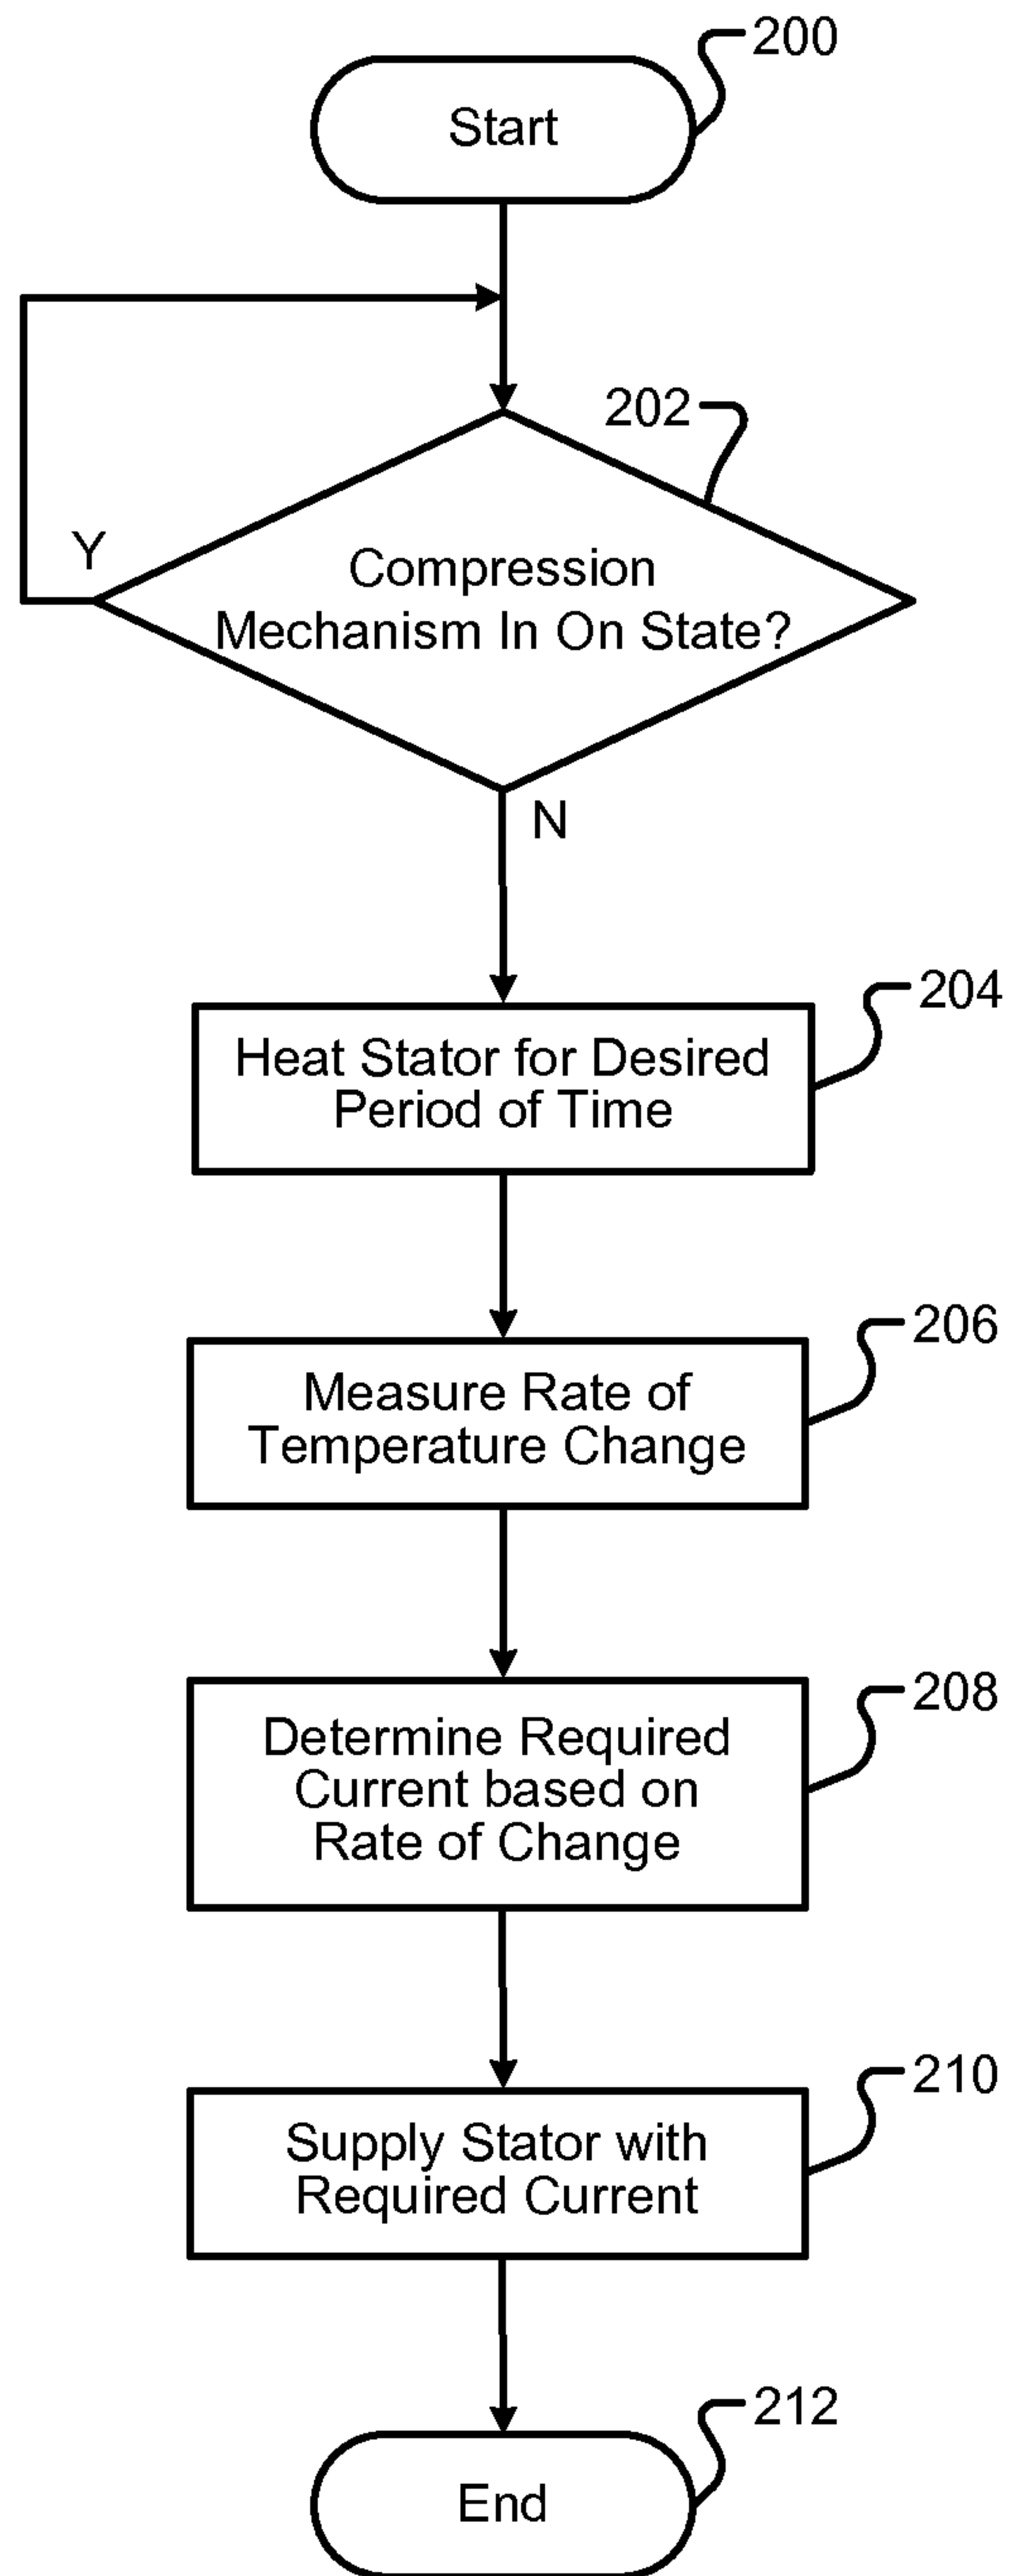 200
Start
202
Y
Compression
Mechanism In On State?
N
204
Heat Stator for Desired
Period of Time
206
Measure Rate of
Temperature Change
208
Determine Required
Current based on
Rate of Change
210
Supply Stator with
Required Current
212
End